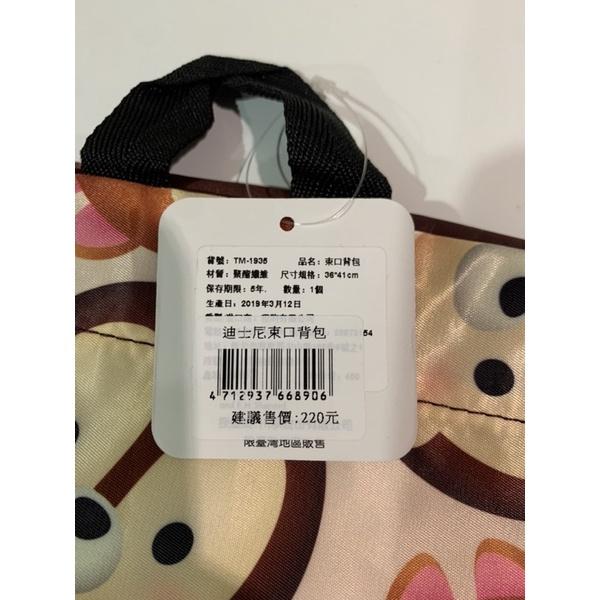 貨號：TM-1935 品名：束口背包
材質：聚酯纖維 尺寸規格：36*41cm
保存期限：5年. 數量：1個
生產日：2019年3月12日
54
迪士尼束口背包
4 712937 668906
建議售價:220元
限臺灣地區販售